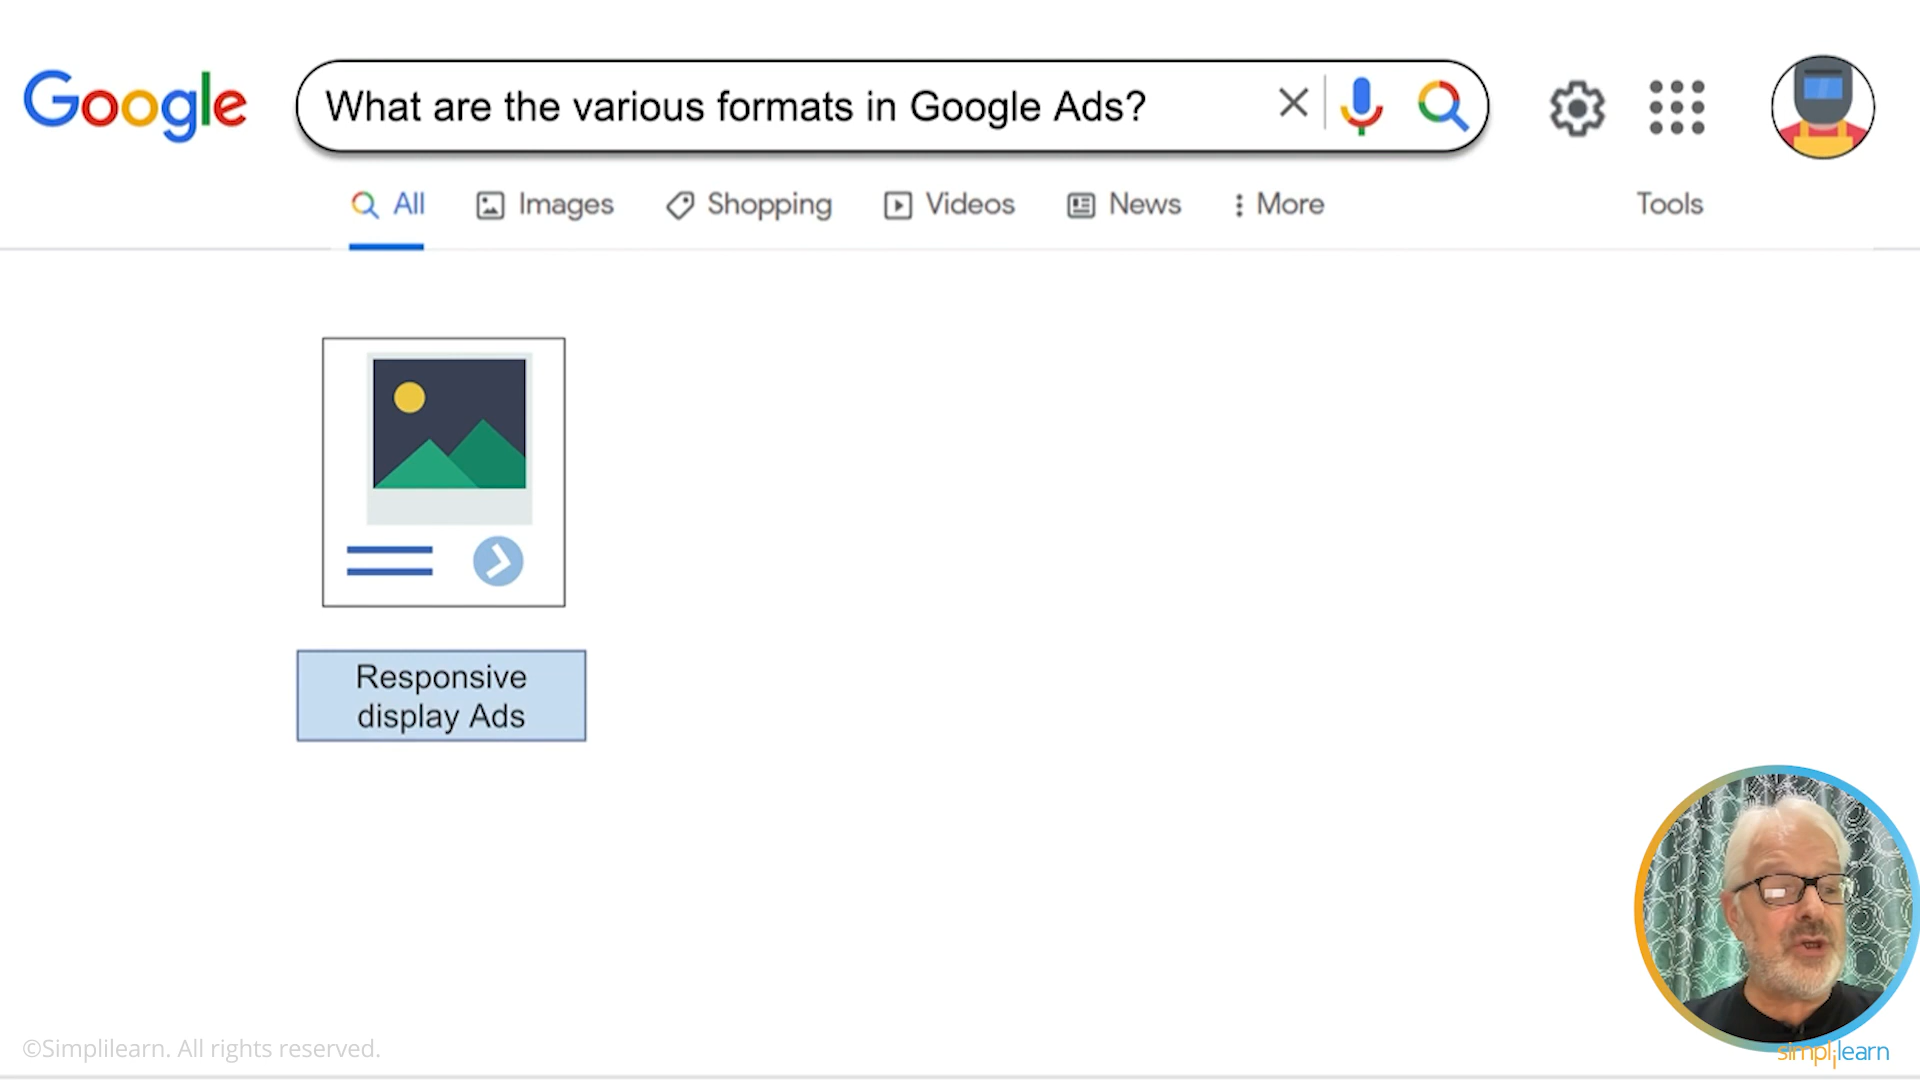 Google
What are the various formats in Google Ads?
All
Images
Shopping
Videos
News
More
Tools
Responsive
display Ads
©Simplilearn. All rights reserved.
simplilearn